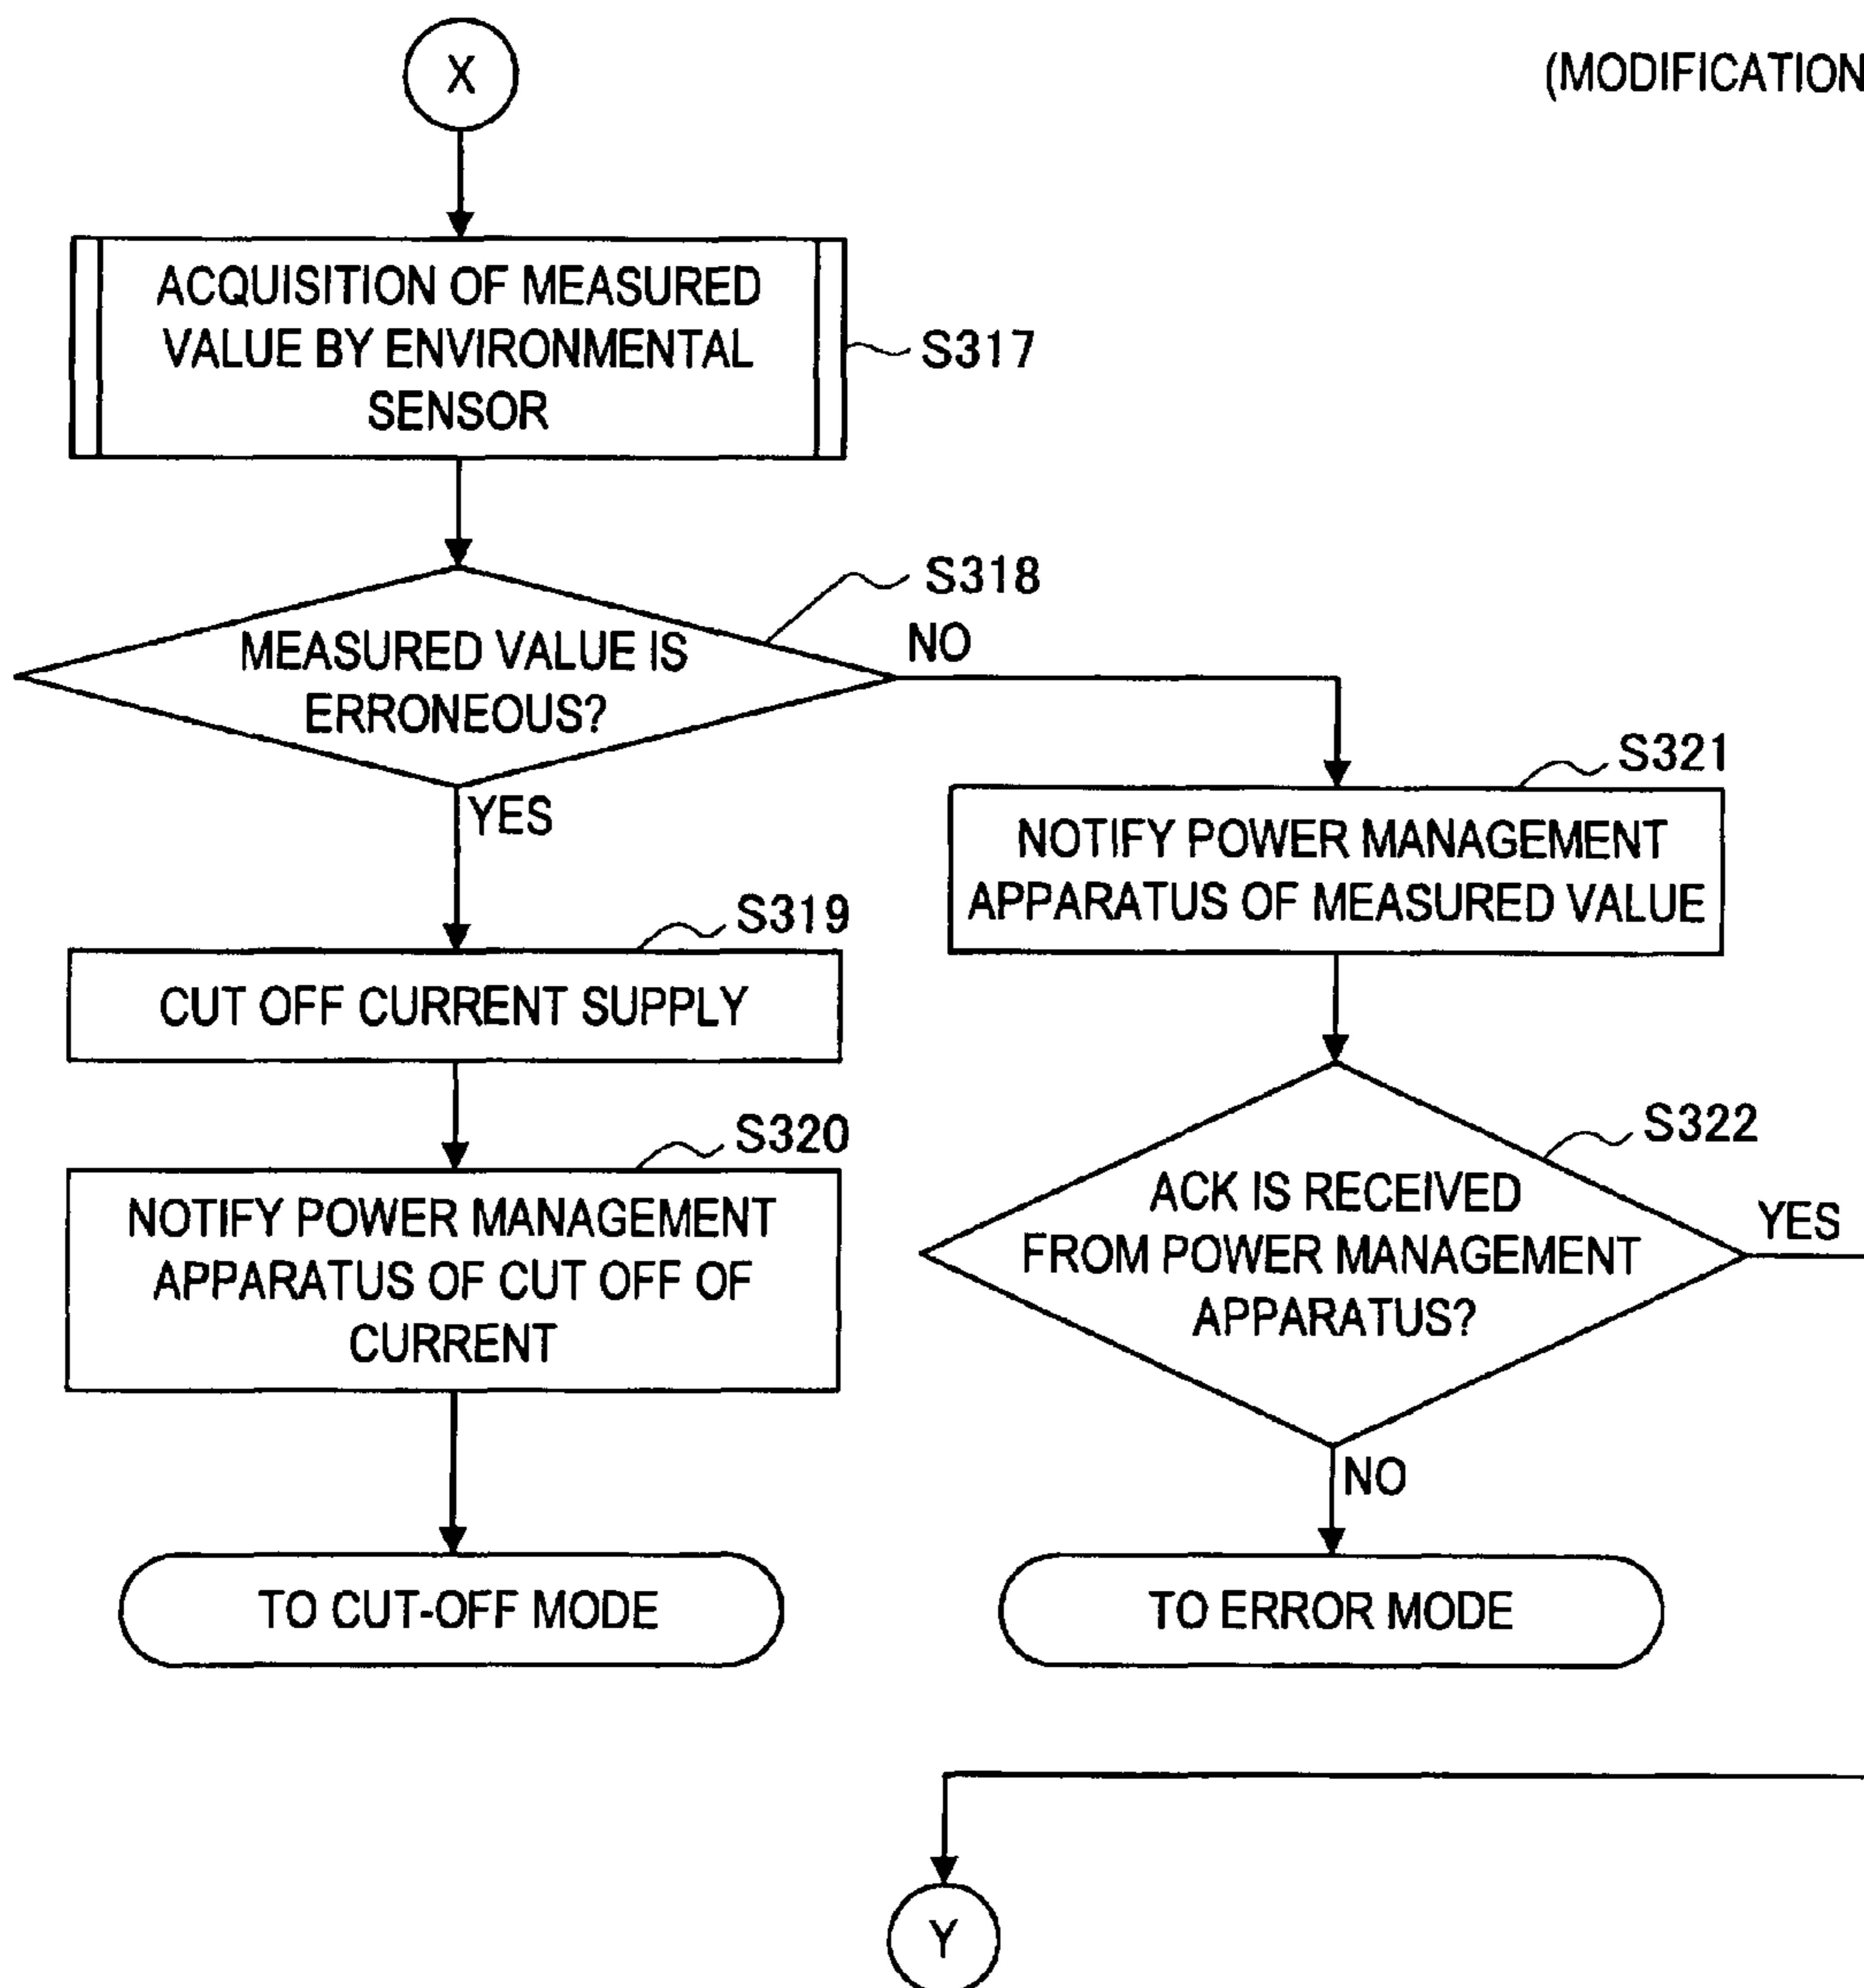 X
(MODIFICATION
ACQUISITION OF MEASURED
VALUE BY ENVIRONMENTAL
SENSOR
S317
S318
MEASURED VALUE IS
ERRONEOUS?
NO
YES
S321
NOTIFY POWER MANAGEMENT
APPARATUS OF MEASURED VALUE
S319
CUT OFF CURRENT SUPPLY
S320
NOTIFY POWER MANAGEMENT
APPARATUS OF CUT OFF OF
CURRENT
S322
ACK IS RECEIVED
FROM POWER MANAGEMENT
APPARATUS?
YES
NO
TO CUT-OFF MODE
TO ERROR MODE
Y